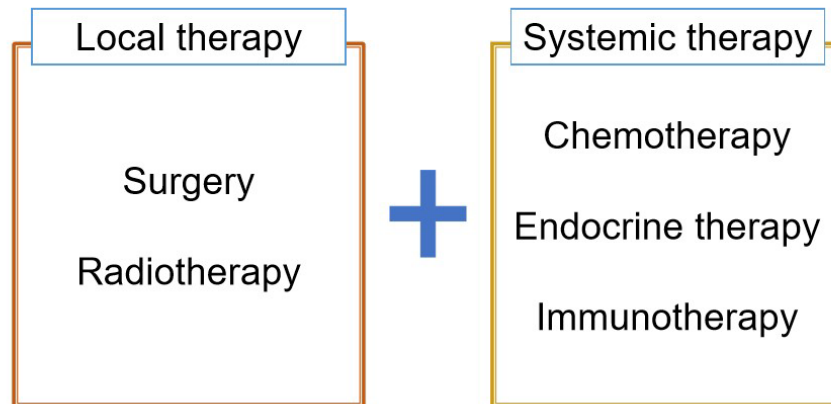 Local therapy
Surgery
Radiotherapy
+
Systemic therapy
Chemotherapy
Endocrine therapy
Immunotherapy